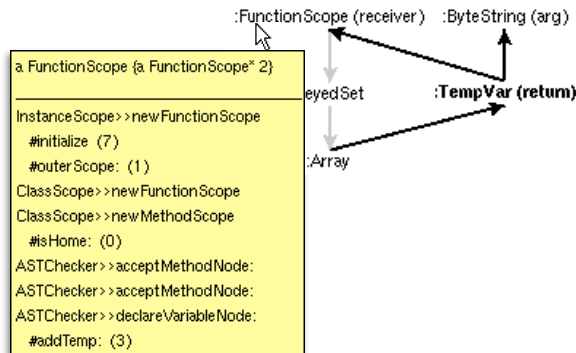 :FunctionScope (receiver) :ByteString (arg)
a FunctionScope {a FunctionScope* 2}
eyedSet :TempVar (return)
InstanceScope>>newFunctionScope
#initialize (7)
#outerScope: (1)
:Array
ClassScope>>newFunctionScope
ClassScope>>newMethodScope
#isHome: (0)
ASTChecker>>acceptMethodNode:
ASTChecker>>acceptMethodNode:
ASTChecker>>declareVariableNode:
#addTemp: (3)